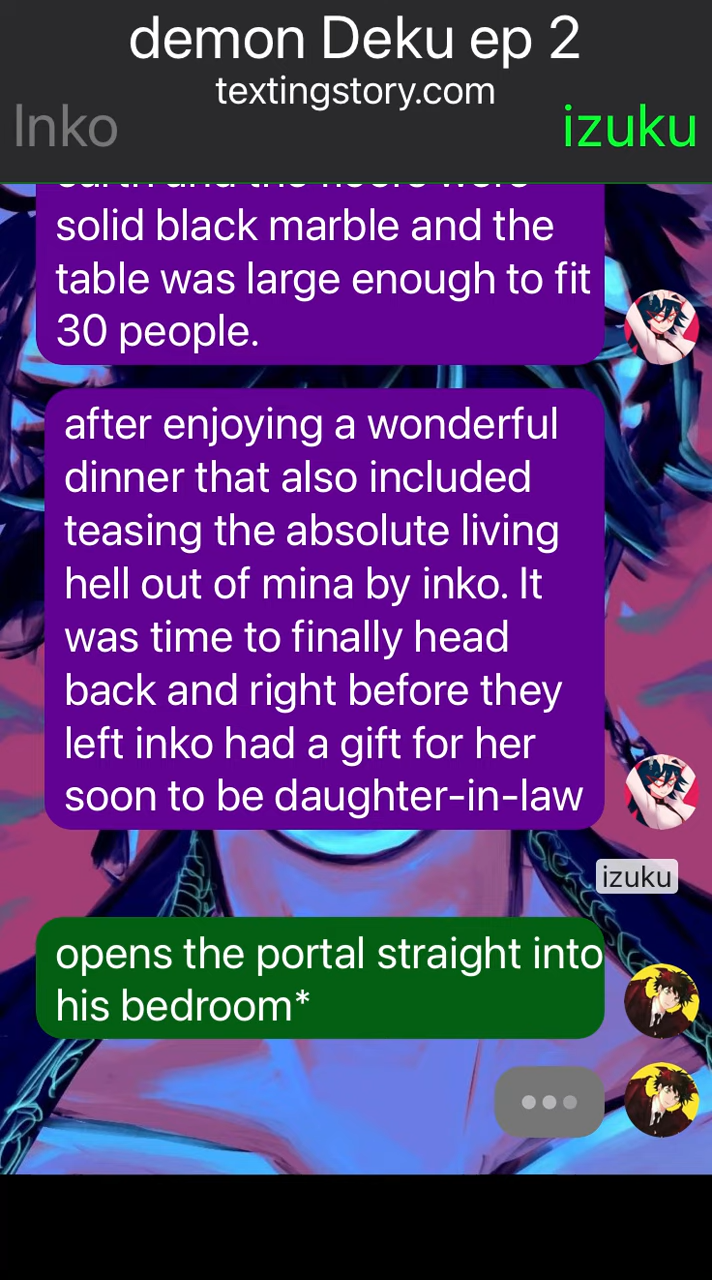 demon Deku ep 2
textingstory.com
Inko
izuku
solid black marble and the
table was large enough to fit
30 people.
after enjoying a wonderful
dinner that also included
teasing the absolute living
hell out of mina by inko. It
was time to finally head
back and right before they
left inko had a gift for her
soon to be daughter-in-law
izuku
opens the portal straight into
his bedroom*